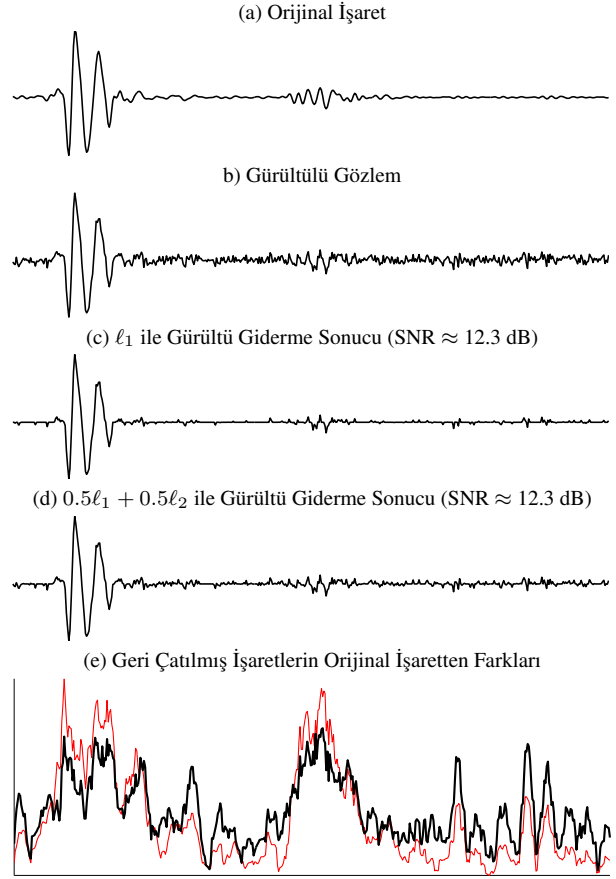 (a) Orijinal İşaret
b) Gürültülü Gözlem
(c) ℓ₁ ile Gürültü Giderme Sonucu (SNR ≈ 12.3 dB)
(d) 0.5ℓ₁ + 0.5ℓ₂ ile Gürültü Giderme Sonucu (SNR ≈ 12.3 dB)
(e) Geri Çatılmış İşaretlerin Orijinal İşaretten Farkları